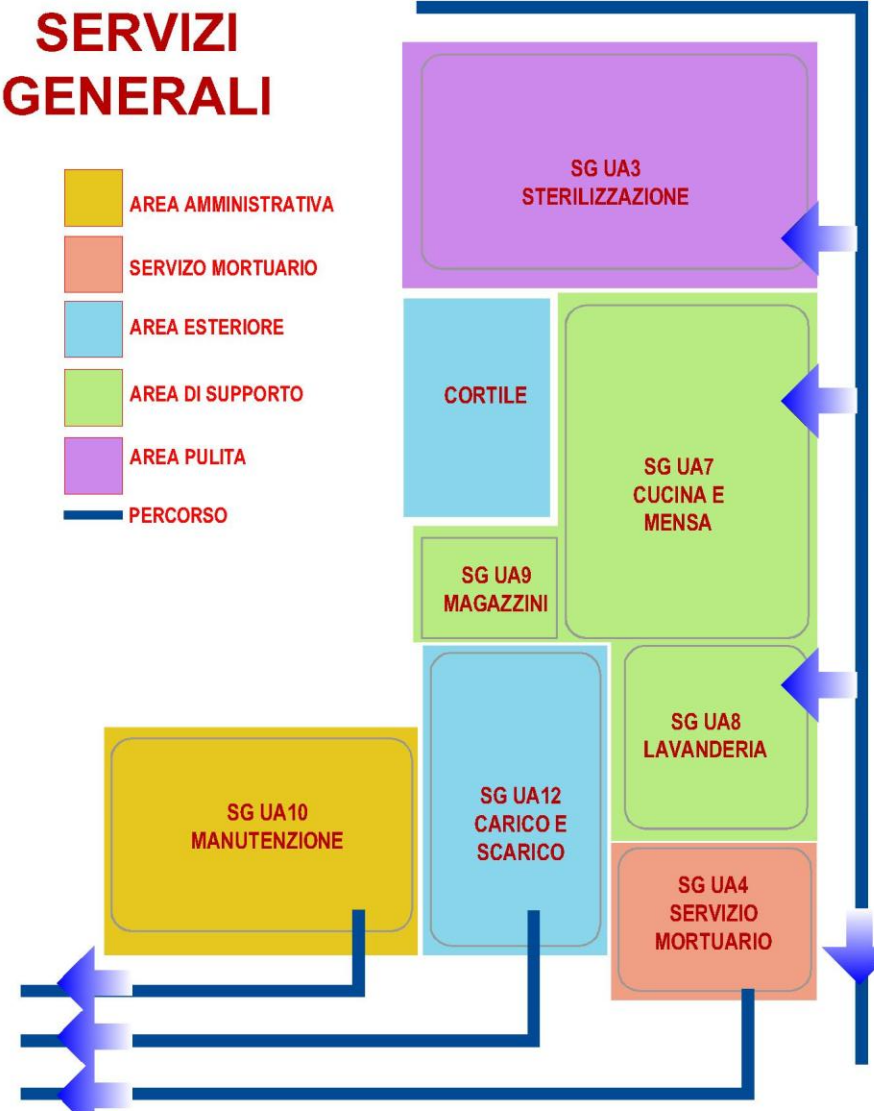 SERVIZI
GENERALI
AREA AMMINISTRATIVA
SERVIZO MORTUARIO
AREA ESTERIORE
AREA DI SUPPORTO
AREA PULITA
PERCORSO
SG UA3
STERILIZZAZIONE
CORTILE
SG UA7
CUCINA E
MENSA
SG UA9
MAGAZZINI
SG UA8
LAVANDERIA
SG UA10
MANUTENZIONE
SG UA12
CARICO E
SCARICO
SG UA4
SERVIZIO
MORTUARIO